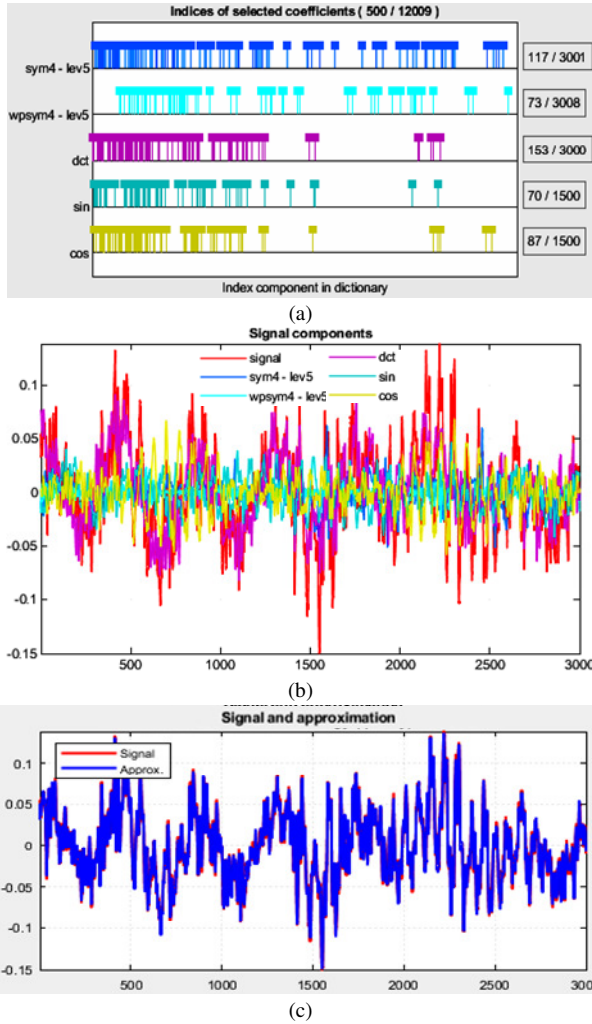 Indices of selected coefficients ( 500 / 12009 )
sym4 - lev5
117 / 3001
wpsym4 - lev5
73 / 3008
dct
153 / 3000
sin
70 / 1500
cos
87 / 1500
Index component in dictionary
(a)
Signal components
signal
sym4 - lev5
wpsym4 - lev5
dct
sin
cos
0.1
0.05
0
-0.05
-0.1
-0.15
500 1000 1500 2000 2500 3000
(b)
Signal and approximation
Signal
Approx.
0.1
0.05
0
-0.05
-0.1
-0.15
500 1000 1500 2000 2500 300
(c)